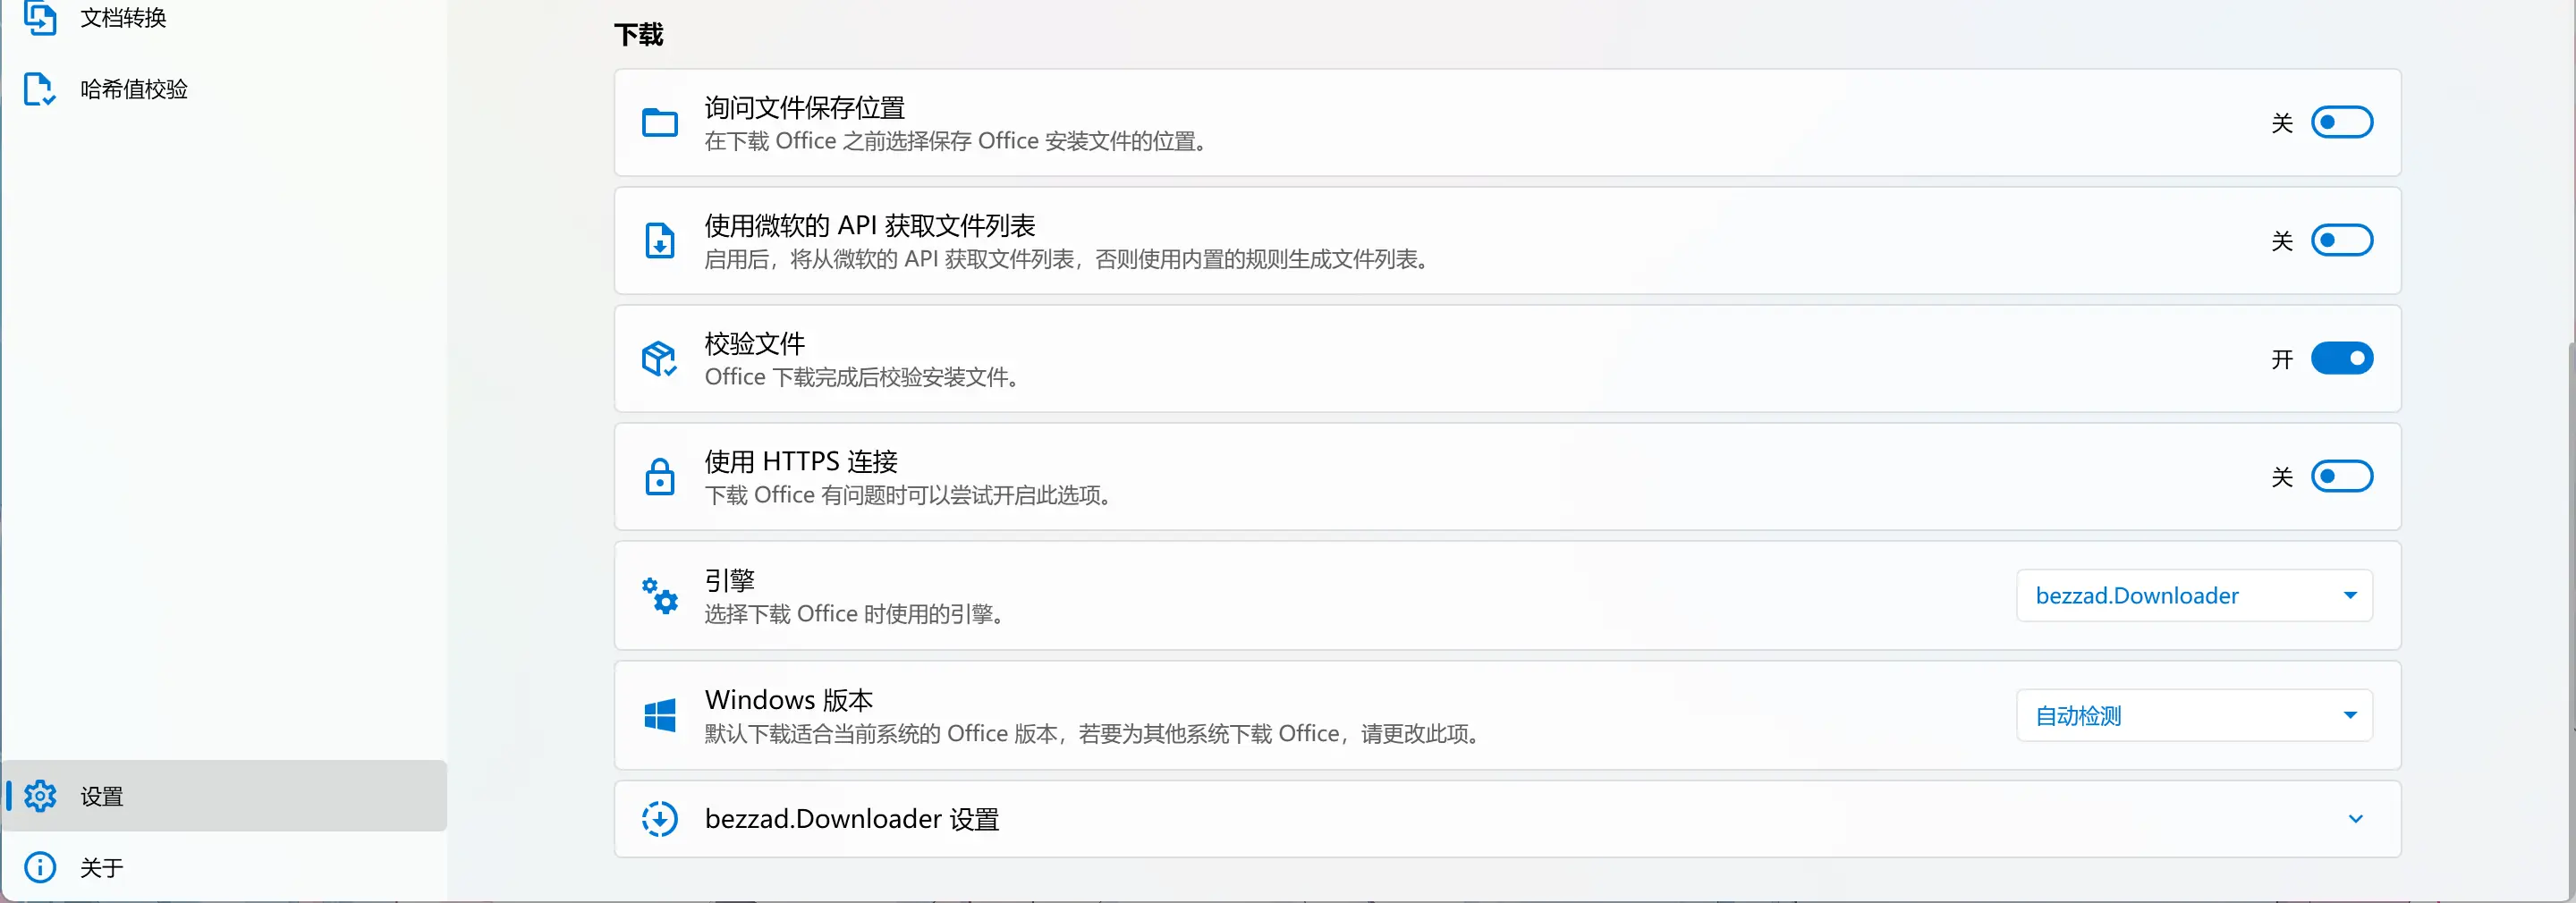 文档转换
哈希值校验
设置
关于
下载
询问文件保存位置
在下载 Office 之前选择保存 Office 安装文件的位置。
关
使用微软的 API 获取文件列表
启用后，将从微软的 API 获取文件列表，否则使用内置的规则生成文件列表。
关
校验文件
Office 下载完成后校验安装文件。
开
使用 HTTPS 连接
下载 Office 有问题时可以尝试开启此选项。
关
引擎
选择下载 Office 时使用的引擎。
bezzad.Downloader
Windows 版本
默认下载适合当前系统的 Office 版本，若要为其他系统下载 Office，请更改此项。
自动检测
bezzad.Downloader 设置